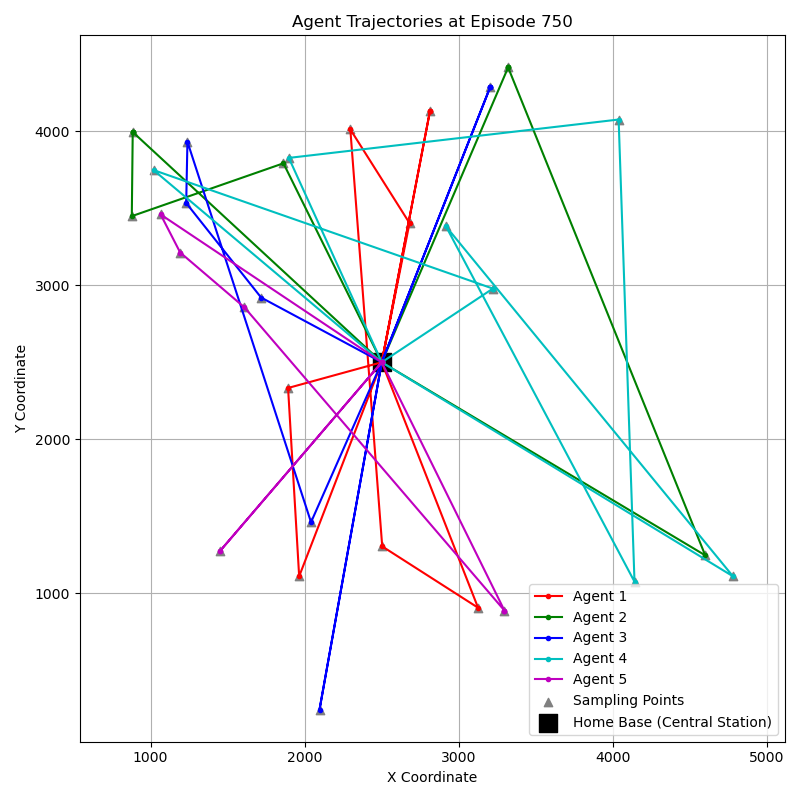 Agent Trajectories at Episode 750
Y Coordinate
4000
3000
2000
1000
Agent 1
Agent 2
Agent 3
Agent 4
Agent 5
Sampling Points
Home Base (Central Station)
1000 2000 3000 4000 5000
X Coordinate